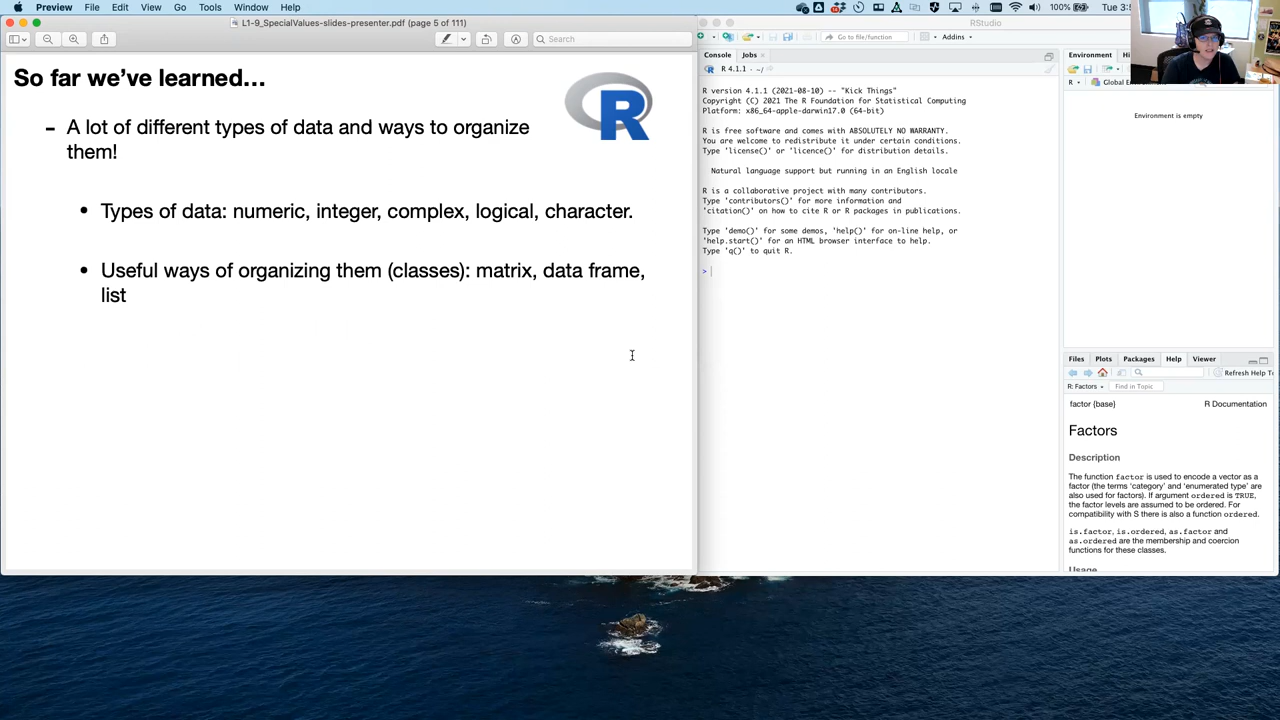 Preview File Edit View Go Tools Window Help
100% Tue 3:5
L1-9_SpecialValues-slides-presenter.pdf (page 5 of 111)
Search
So far we've learned...
- A lot of different types of data and ways to organize
them!
• Types of data: numeric, integer, complex, logical, character.
• Useful ways of organizing them (classes): matrix, data frame,
list
R
RStudio
Go to file/function
Addins
Console Jobs
R 4.1.1 · ~/
R version 4.1.1 (2021-08-10) -- "Kick Things"
Copyright (C) 2021 The R Foundation for Statistical Computing
Platform: x86_64-apple-darwin17.0 (64-bit)
R is free software and comes with ABSOLUTELY NO WARRANTY.
You are welcome to redistribute it under certain conditions.
Type 'license()' or 'licence()' for distribution details.
Natural language support but running in an English locale
R is a collaborative project with many contributors.
Type 'contributors()' for more information and
'citation()' on how to cite R or R packages in publications.
Type 'demo()' for some demos, 'help()' for on-line help, or
'help.start()' for an HTML browser interface to help.
Type 'q()' to quit R.
>
Environment Hi
R Global
Environment is empty
Files Plots Packages Help Viewer
Refresh Help T
R: Factors Find in Topic
factor {base} R Documentation
Factors
Description
The function factor is used to encode a vector as a
factor (the terms 'category' and 'enumerated type' are
also used for factors). If argument ordered is TRUE,
the factor levels are assumed to be ordered. For
compatibility with S there is also a function ordered.
is.factor, is.ordered, as.factor and
as.ordered are the membership and coercion
functions for these classes.
Usage